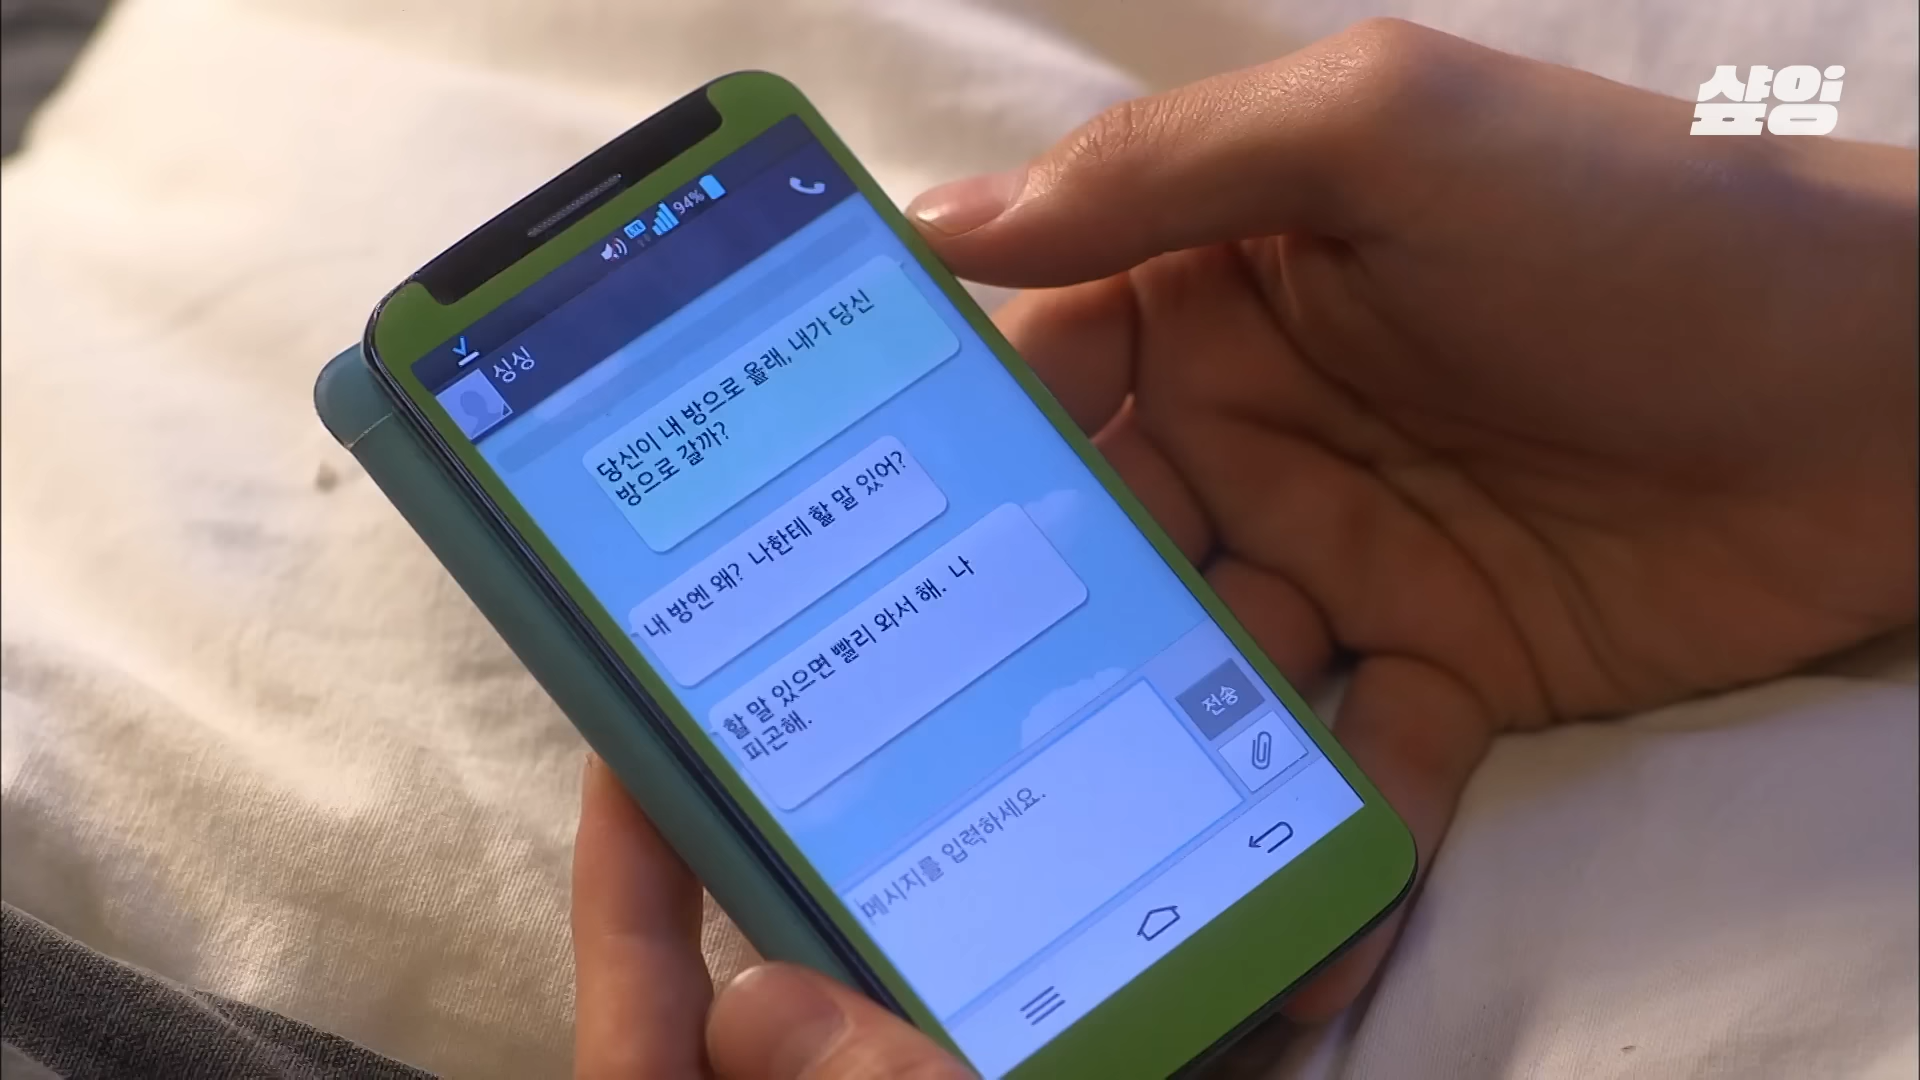 샾잉
94%
싱싱
당신이 내 방으로 올래, 내가 당신
방으로 갈까?
내 방엔 왜? 나한테 할 말 있어?
할 말 있으면 빨리 와서 해. 나
피곤해.
전송
메시지를 입력하세요.